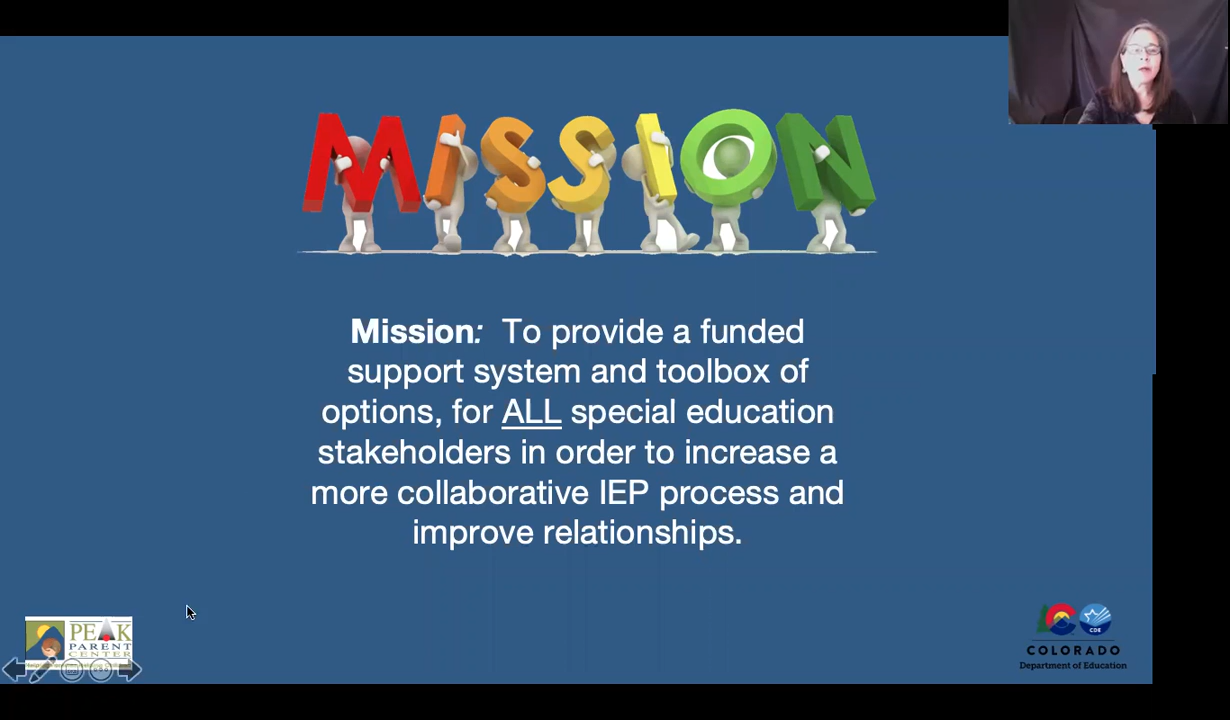 MISSION
Mission:  To provide a funded
support system and toolbox of
options, for ALL special education
stakeholders in order to increase a
more collaborative IEP process and
improve relationships.
PEAK
PARENT
CENTER
CDE
COLORADO
Department of Education